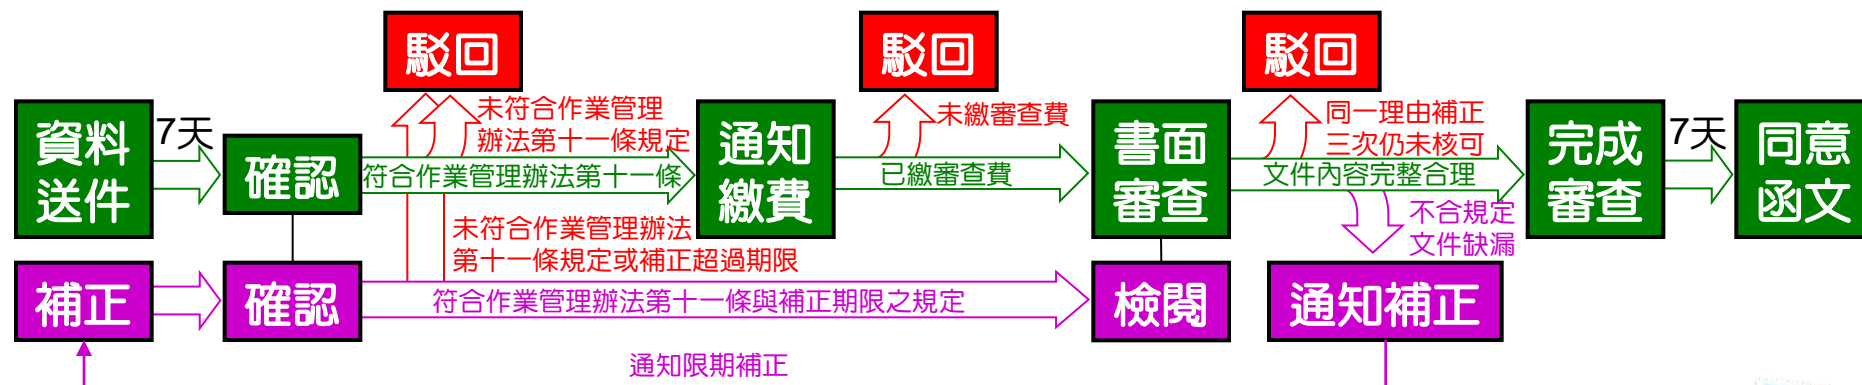 駁回
駁回
駁回
資料
送件
7天
確認
未符合作業管理
辦法第十一條規定
符合作業管理辦法第十一條
通知
繳費
未繳審查費
已繳審查費
書面
審查
同一理由補正
三次仍未核可
文件內容完整合理
完成
審查
7天
同意
函文
未符合作業管理辦法
第十一條規定或補正超過期限
不合規定
文件缺漏
補正
確認
符合作業管理辦法第十一條與補正期限之規定
檢閱
通知補正
通知限期補正